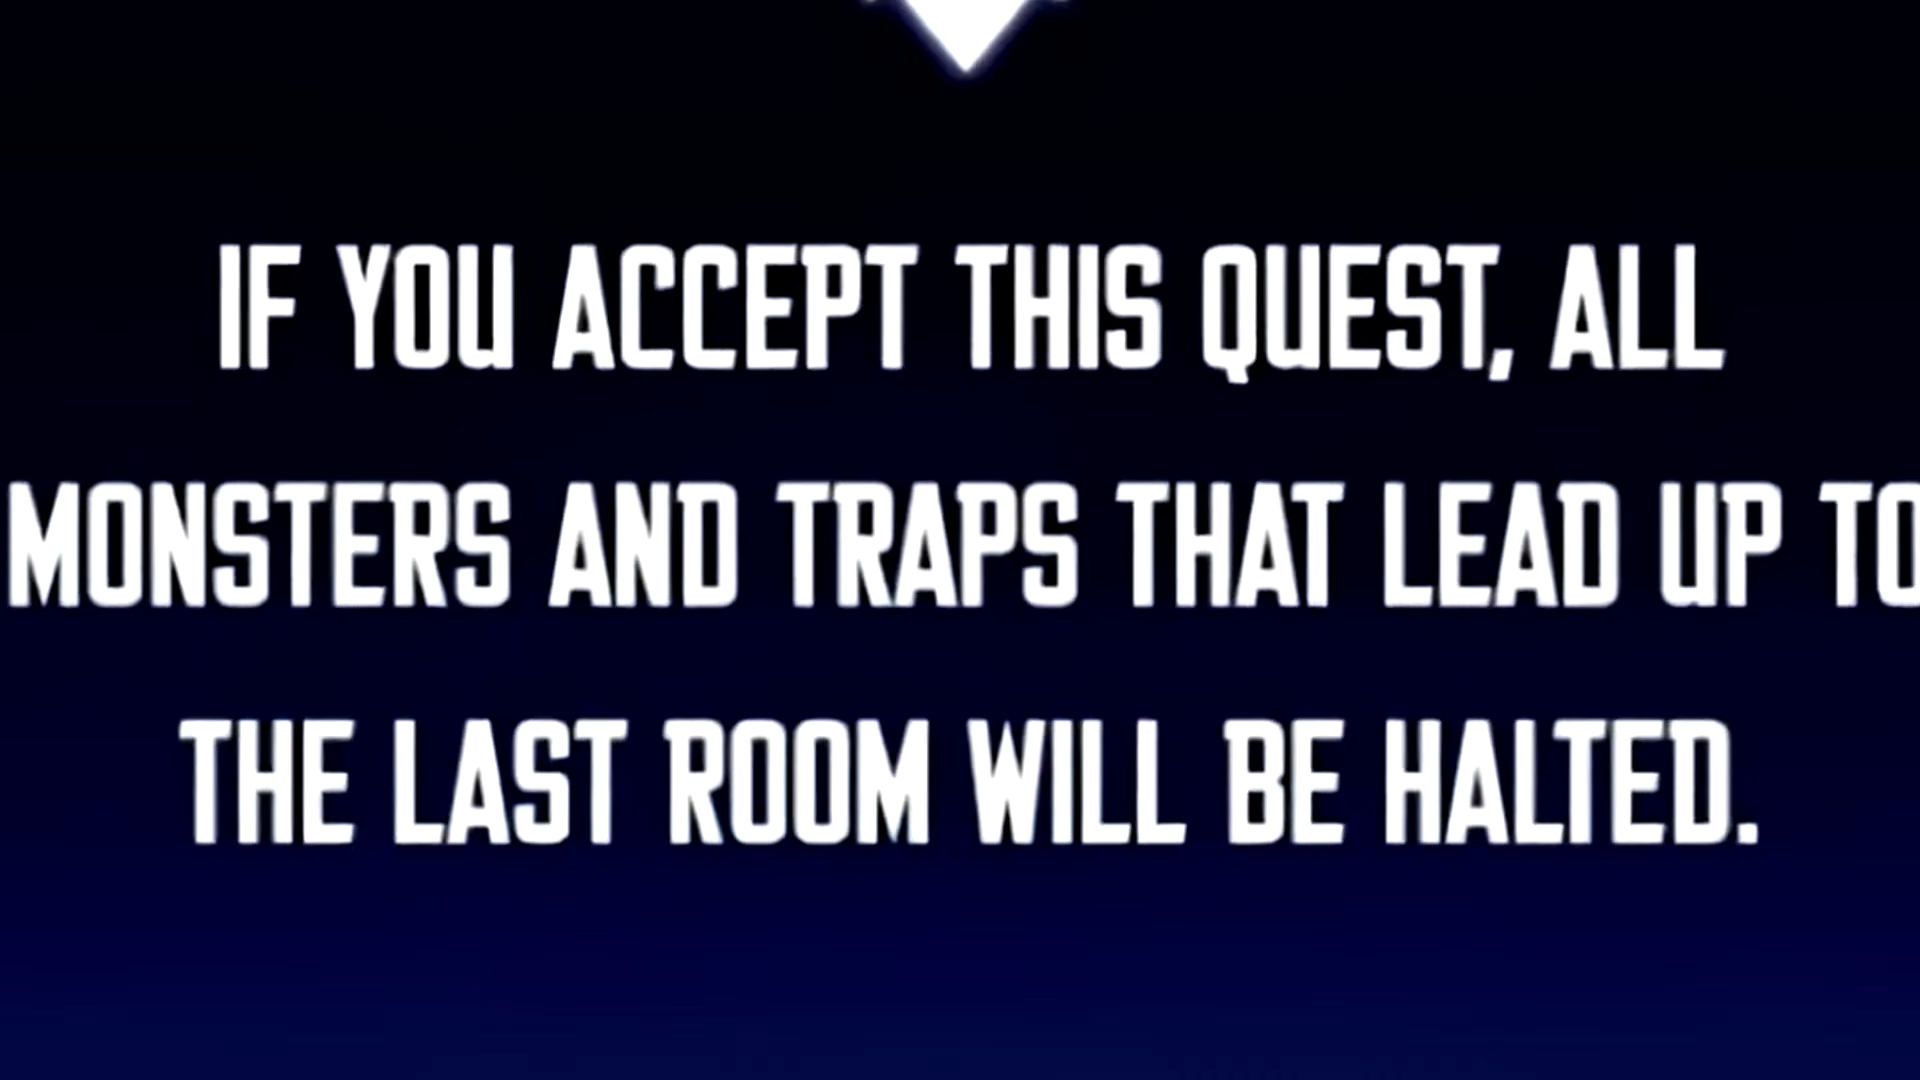 IF YOU ACCEPT THIS QUEST, ALL
MONSTERS AND TRAPS THAT LEAD UP TO
THE LAST ROOM WILL BE HALTED.